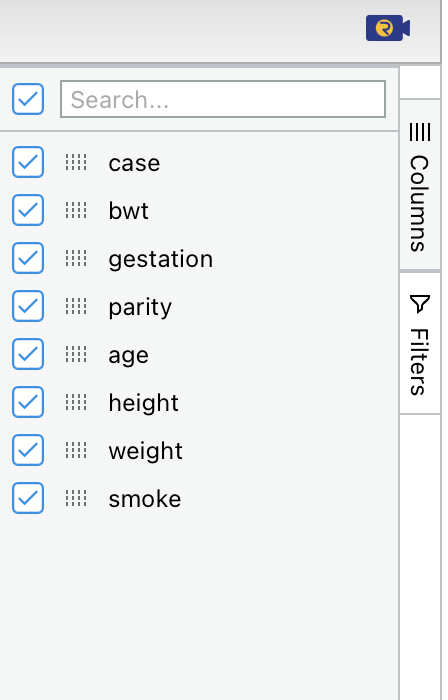 Search...
case
bwt
gestation
parity
age
height
weight
smoke
Columns
Filters